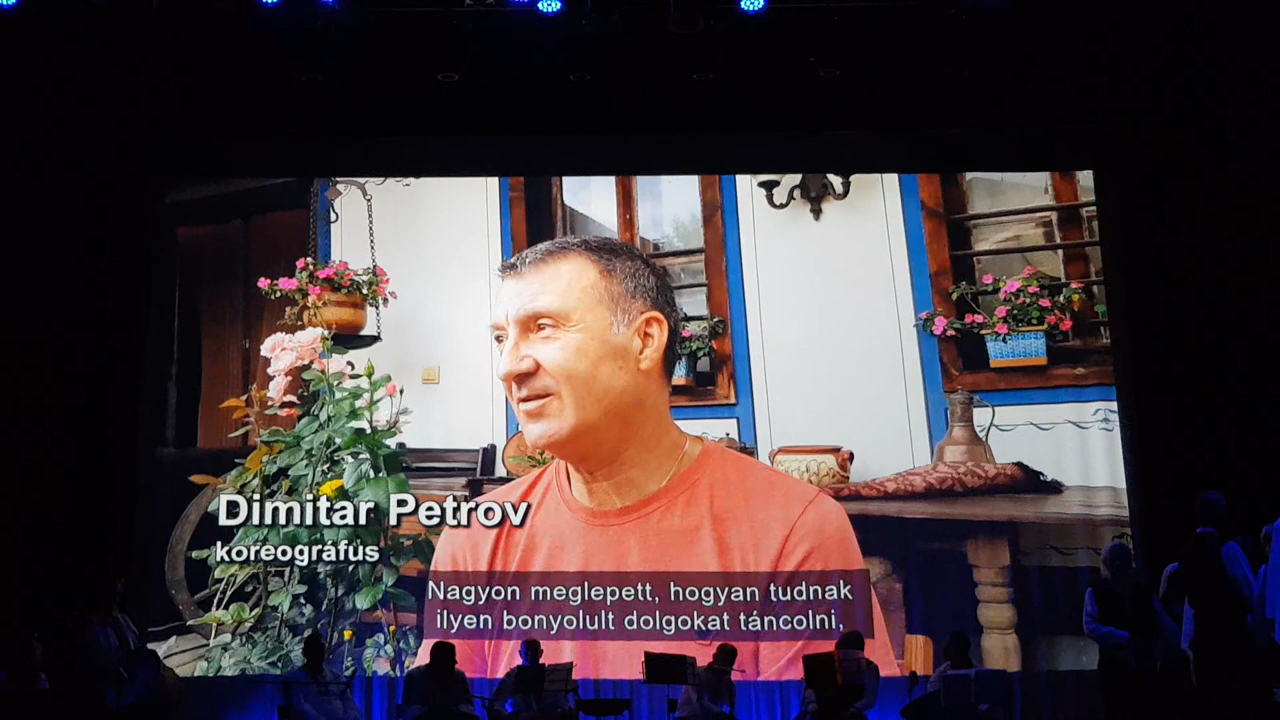 Dimitar Petrov
koreográfus
Nagyon meglepett, hogyan tudnak
ilyen bonyolult dolgokat táncolni,